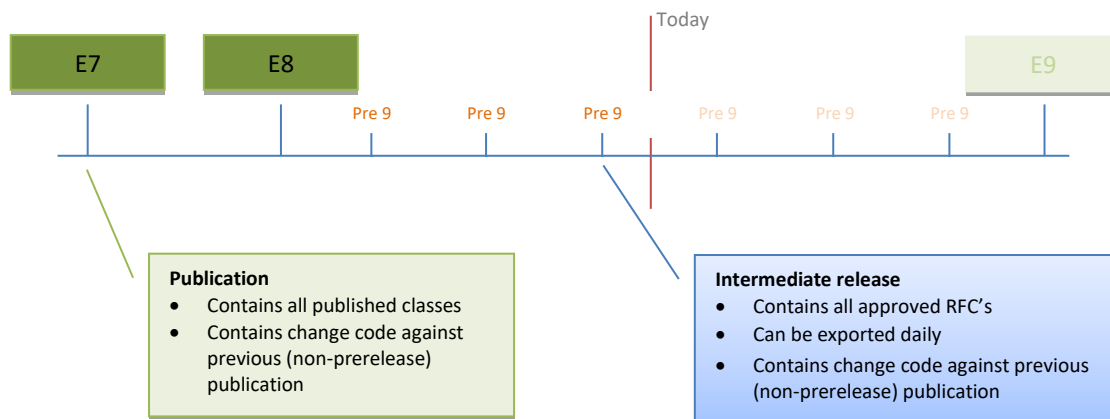 Today
E7
E8
E9
Pre 9
Pre 9
Pre 9
Pre 9
Pre 9
Pre 9
Publication
• Contains all published classes
• Contains change code against
previous (non-prerelease)
publication
Intermediate release
• Contains all approved RFC’s
• Can be exported daily
• Contains change code against previous
(non-prerelease) publication